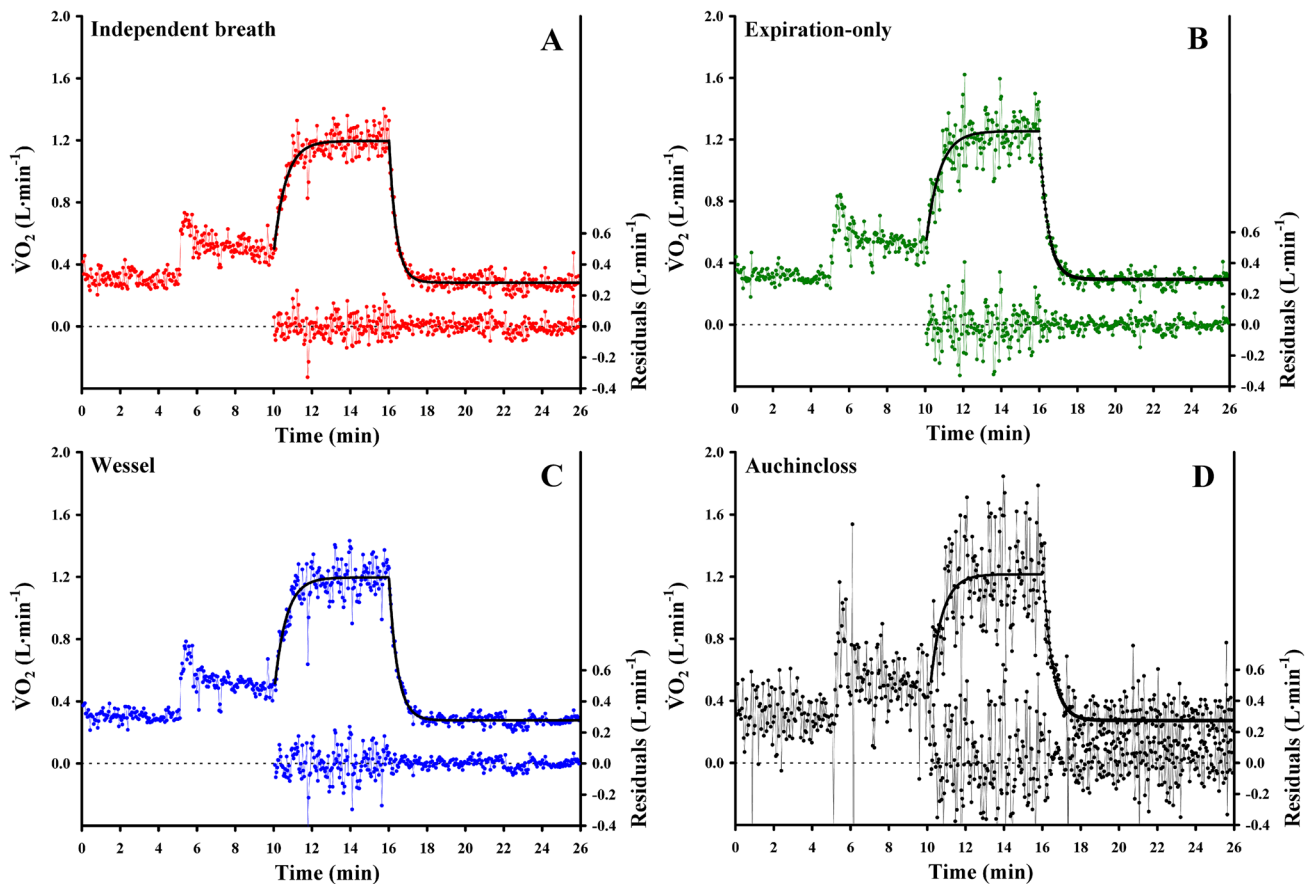 Independent breath
A
2.0
1.6
1.2
0.8
0.4
0.0
V̇O₂ (L·min⁻¹)
0.6
0.4
0.2
0.0
-0.2
-0.4
Residuals (L·min⁻¹)
0 2 4 6 8 10 12 14 16 18 20 22 24 26
Time (min)
Expiration-only
B
2.0
1.6
1.2
0.8
0.4
0.0
V̇O₂ (L·min⁻¹)
0.6
0.4
0.2
0.0
-0.2
-0.4
Residuals (L·min⁻¹)
0 2 4 6 8 10 12 14 16 18 20 22 24 26
Time (min)
Wessel
C
2.0
1.6
1.2
0.8
0.4
0.0
V̇O₂ (L·min⁻¹)
0.6
0.4
0.2
0.0
-0.2
-0.4
Residuals (L·min⁻¹)
0 2 4 6 8 10 12 14 16 18 20 22 24 26
Time (min)
Auchincloss
D
2.0
1.6
1.2
0.8
0.4
0.0
V̇O₂ (L·min⁻¹)
0.6
0.4
0.2
0.0
-0.2
-0.4
Residuals (L·min⁻¹)
0 2 4 6 8 10 12 14 16 18 20 22 24 26
Time (min)